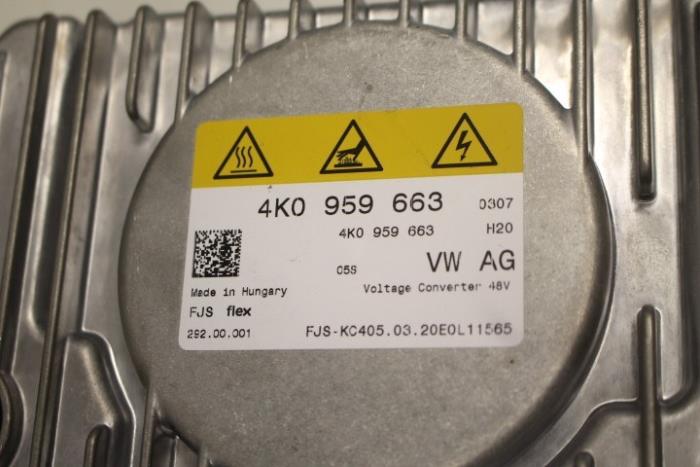 4K0 959 663 0307
4K0 959 663 H20
05S VW AG
Made in Hungary Voltage Converter 48V
FJS flex
292.00.001 FJS-KC405.03.20E0L11565